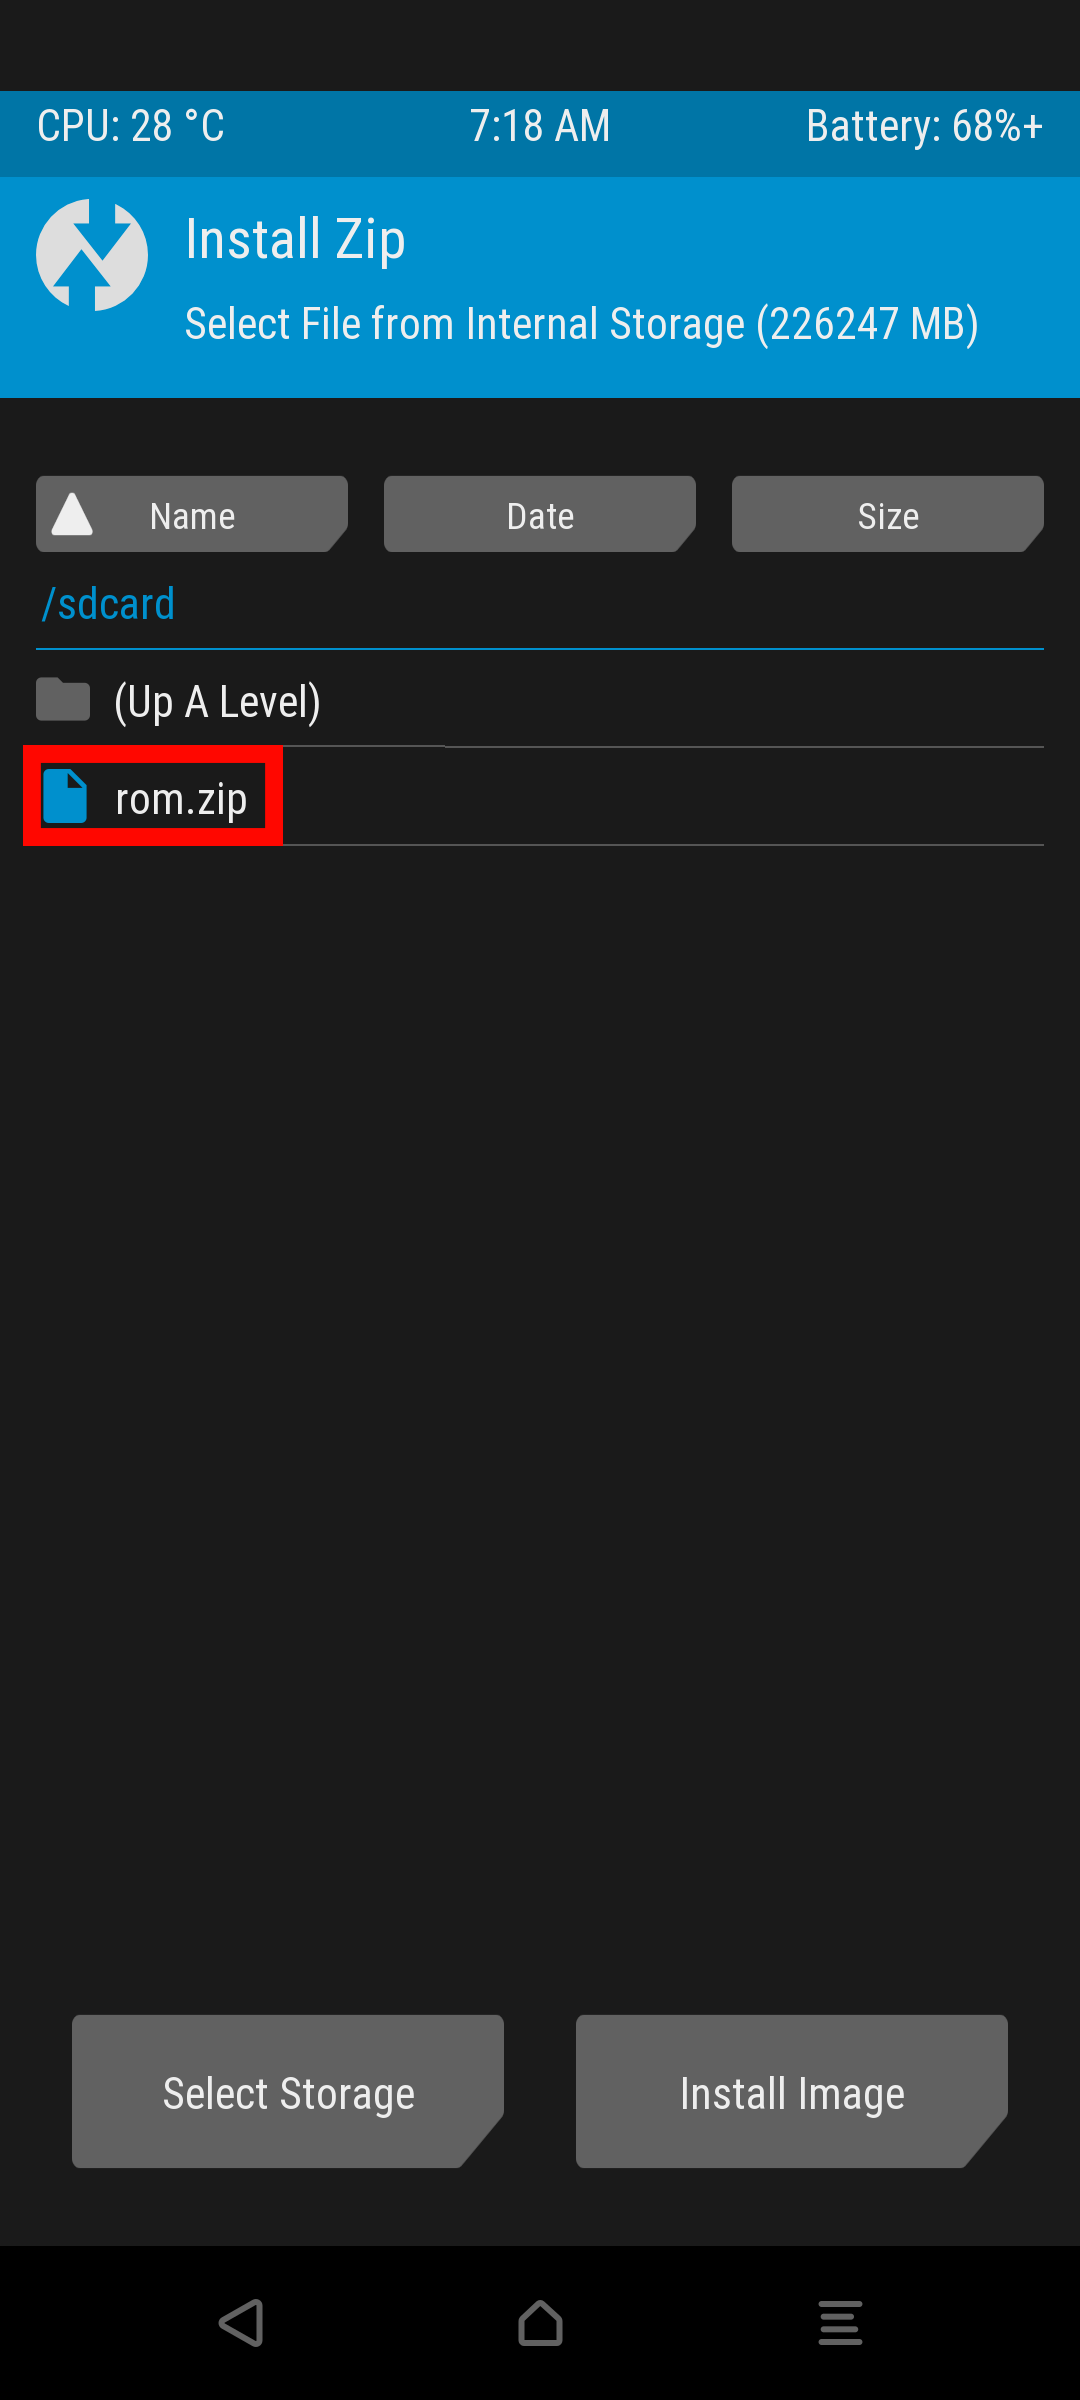 CPU: 28 °C 7:18 AM Battery: 68%+
Install Zip
Select File from Internal Storage (226247 MB)
Name Date Size
/sdcard
(Up A Level)
rom.zip
Select Storage Install Image